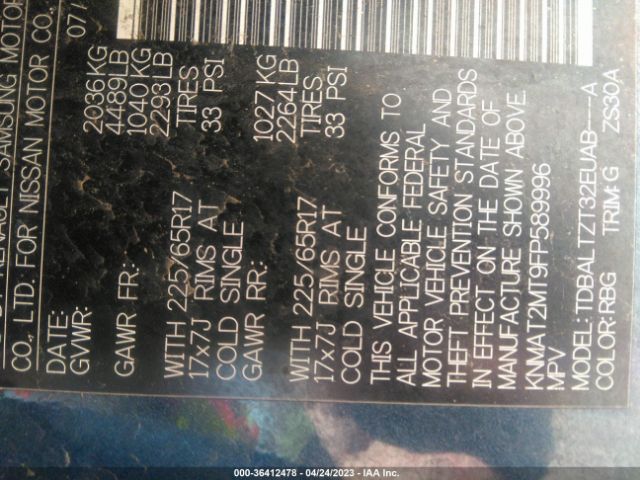 RENAULT SAMSUNG MOTOR
CO., LTD. FOR NISSAN MOTOR CO.,
DATE: 07/
GVWR: 2036KG
4489LB
GAWR FR: 1040KG
2293LB
WITH 225/65R17 TIRES,
17x7J RIMS AT 33 PSI
COLD SINGLE
GAWR RR: 1027KG
2264LB
WITH 225/65R17 TIRES,
17x7J RIMS AT 33 PSI
COLD SINGLE
THIS VEHICLE CONFORMS TO
ALL APPLICABLE FEDERAL
MOTOR VEHICLE SAFETY AND
THEFT PREVENTION STANDARDS
IN EFFECT ON THE DATE OF
MANUFACTURE SHOWN ABOVE.
KNMAT2MT9FP589996
MPV
MODEL: TDBALTZT32EUAB----A
COLOR: RBG TRIM: G ZS30A
000-36412478 - 04/24/2023 - IAA Inc.